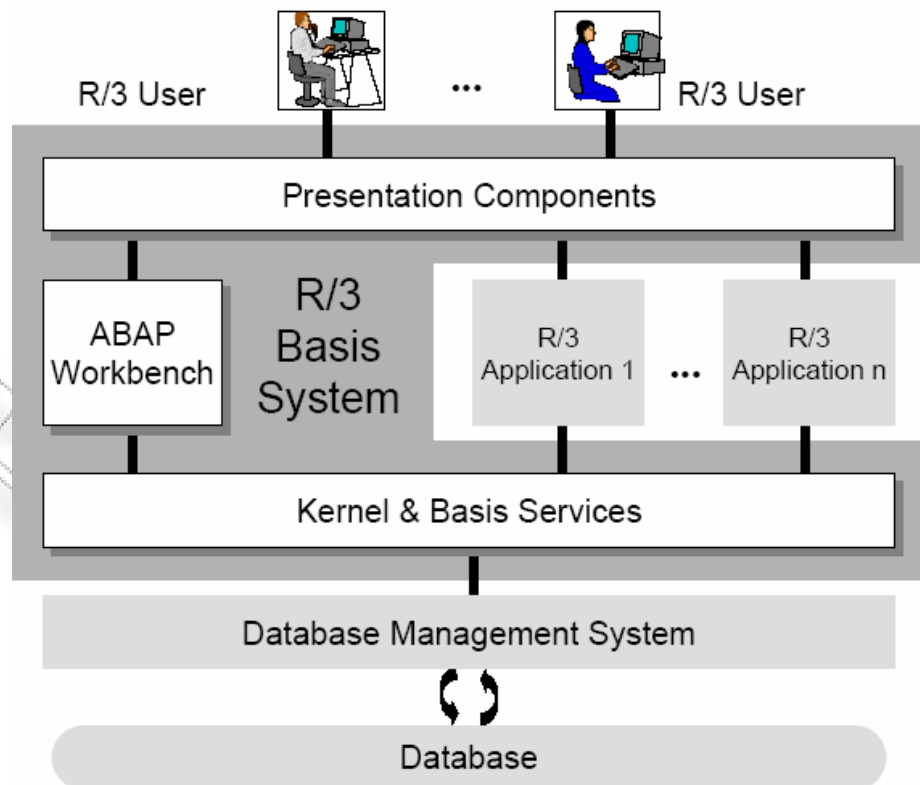 R/3 User
...
R/3 User
Presentation Components
ABAP
Workbench
R/3
Basis
System
R/3
Application 1
...
R/3
Application n
Kernel & Basis Services
Database Management System
Database